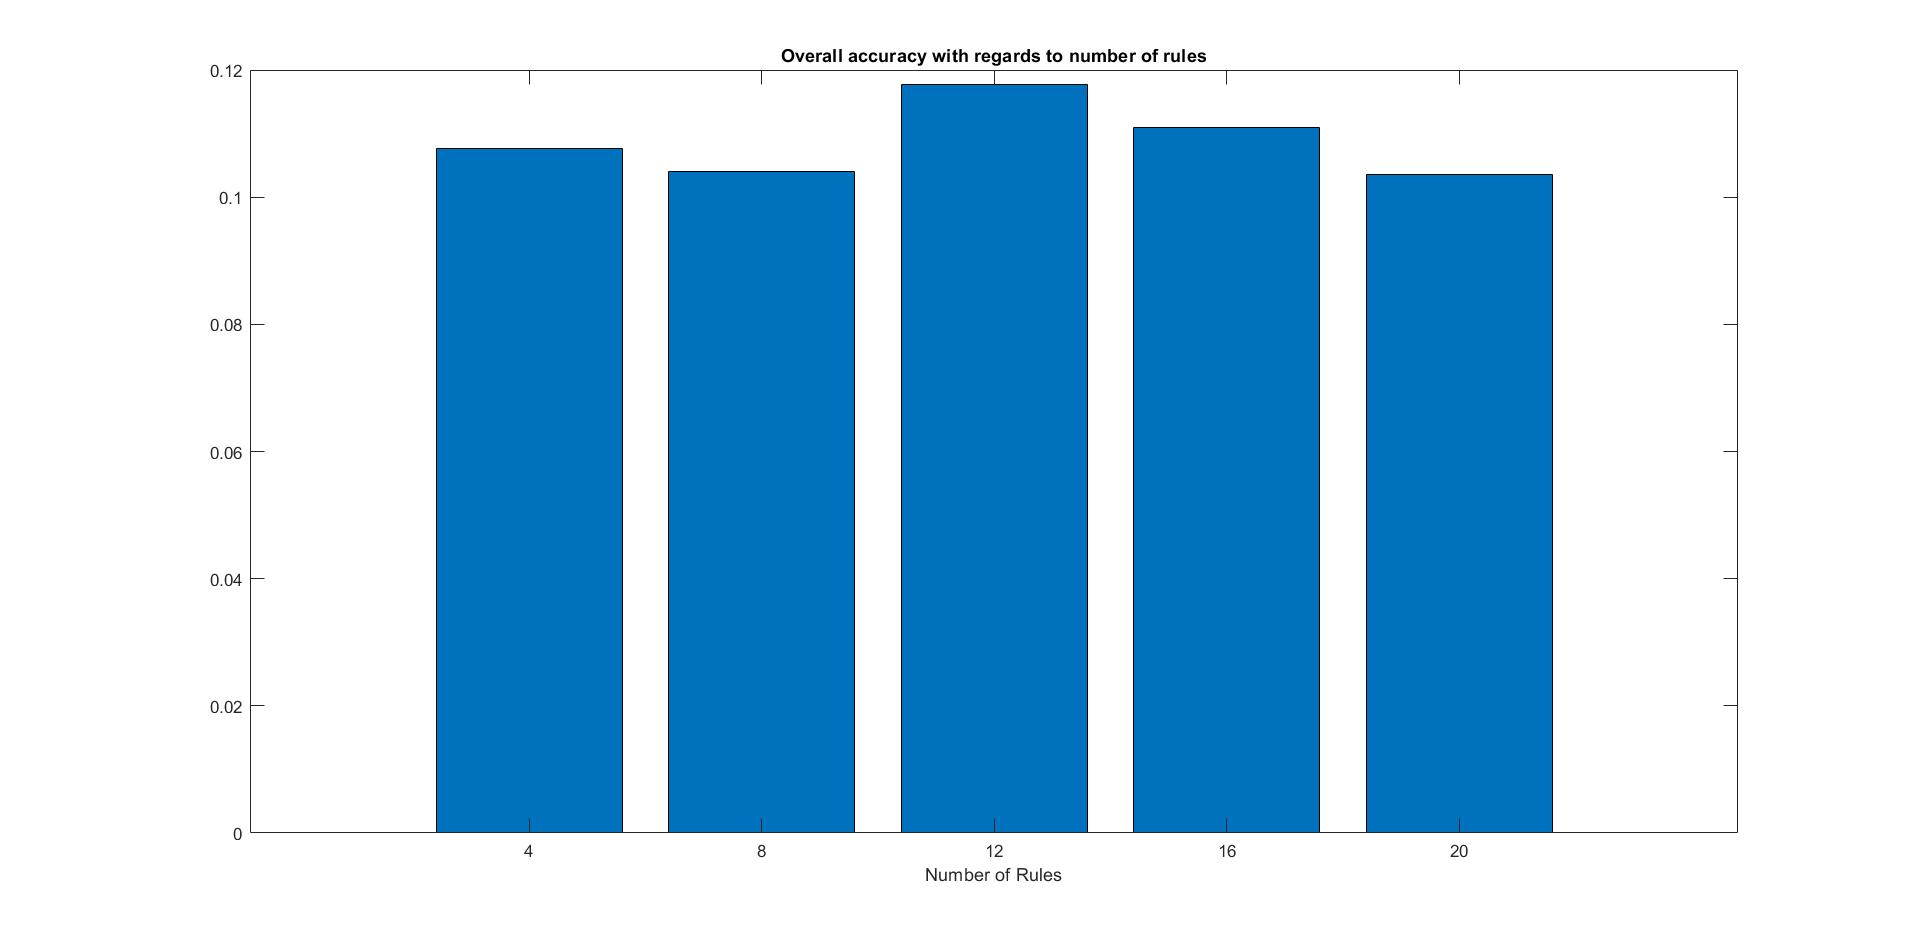 Overall accuracy with regards to number of rules
0.12
0.1
0.08
0.06
0.04
0.02
0
4 8 12 16 20
Number of Rules